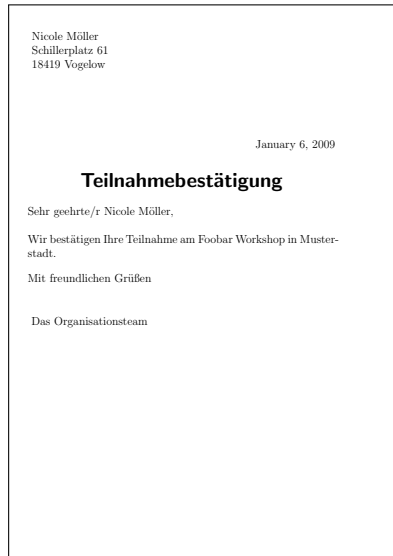 Nicole Möller
Schillerplatz 61
18419 Vogelow
January 6, 2009
Teilnahmebestätigung
Sehr geehrte/r Nicole Möller,
Wir bestätigen Ihre Teilnahme am Foobar Workshop in Muster-
stadt.
Mit freundlichen Grüßen
Das Organisationsteam